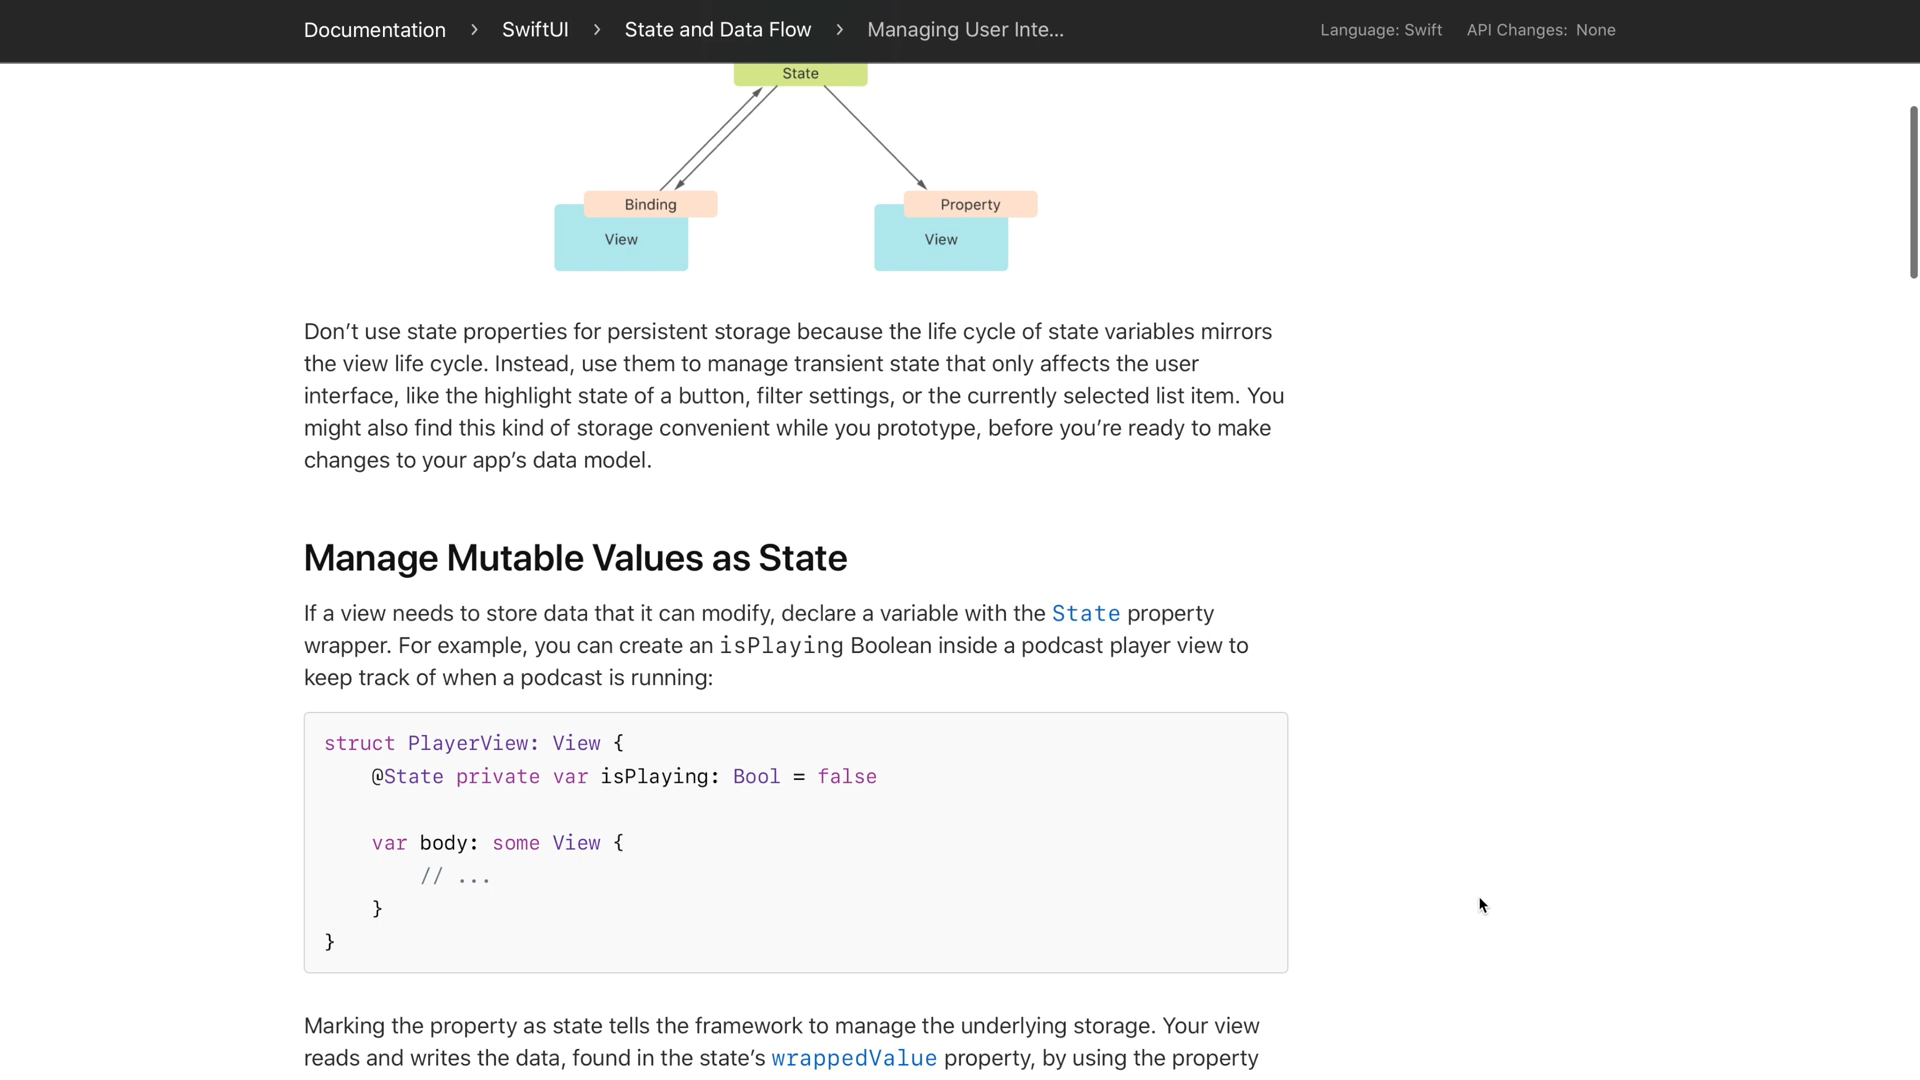 Documentation > SwiftUI > State and Data Flow > Managing User Inte... Language: Swift API Changes: None
State
Binding Property
View View
Don’t use state properties for persistent storage because the life cycle of state variables mirrors
the view life cycle. Instead, use them to manage transient state that only affects the user
interface, like the highlight state of a button, filter settings, or the currently selected list item. You
might also find this kind of storage convenient while you prototype, before you’re ready to make
changes to your app’s data model.
Manage Mutable Values as State
If a view needs to store data that it can modify, declare a variable with the State property
wrapper. For example, you can create an isPlaying Boolean inside a podcast player view to
keep track of when a podcast is running:
struct PlayerView: View {
    @State private var isPlaying: Bool = false
    var body: some View {
        // ...
    }
}
Marking the property as state tells the framework to manage the underlying storage. Your view
reads and writes the data, found in the state’s wrappedValue property, by using the property